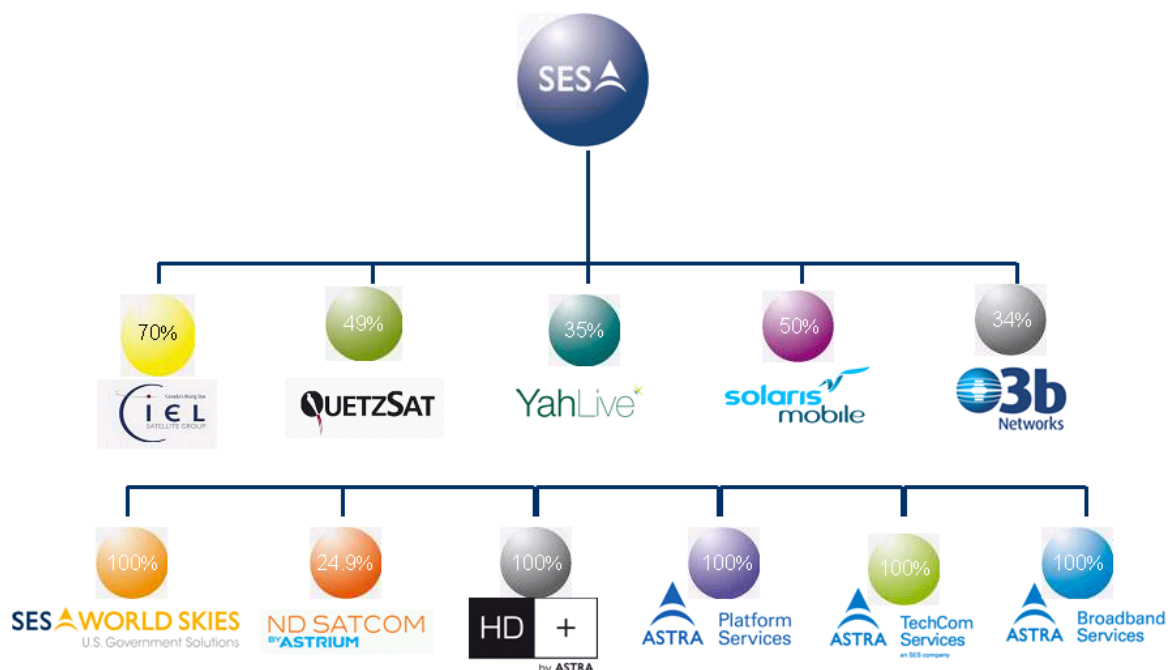 SES
70%
49%
35%
50%
34%
Canada's Rising Star
CIEL
SATELLITE GROUP
QUETZSAT
YahLive
solaris
mobile
O3b
Networks
100%
24.9%
100%
100%
100%
100%
SES WORLD SKIES
U.S. Government Solutions
ND SATCOM
BY ASTRIUM
HD +
by ASTRA
ASTRA
Platform
Services
ASTRA
TechCom
Services
an SES company
ASTRA
Broadband
Services